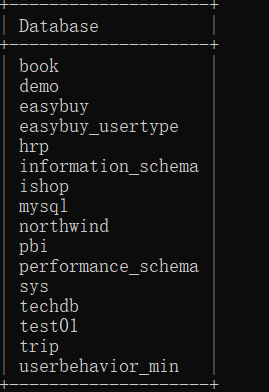 Database
book
demo
easybuy
easybuy_usertype
hrp
information_schema
ishop
mysql
northwind
pbi
performance_schema
sys
techdb
test01
trip
userbehavior_min